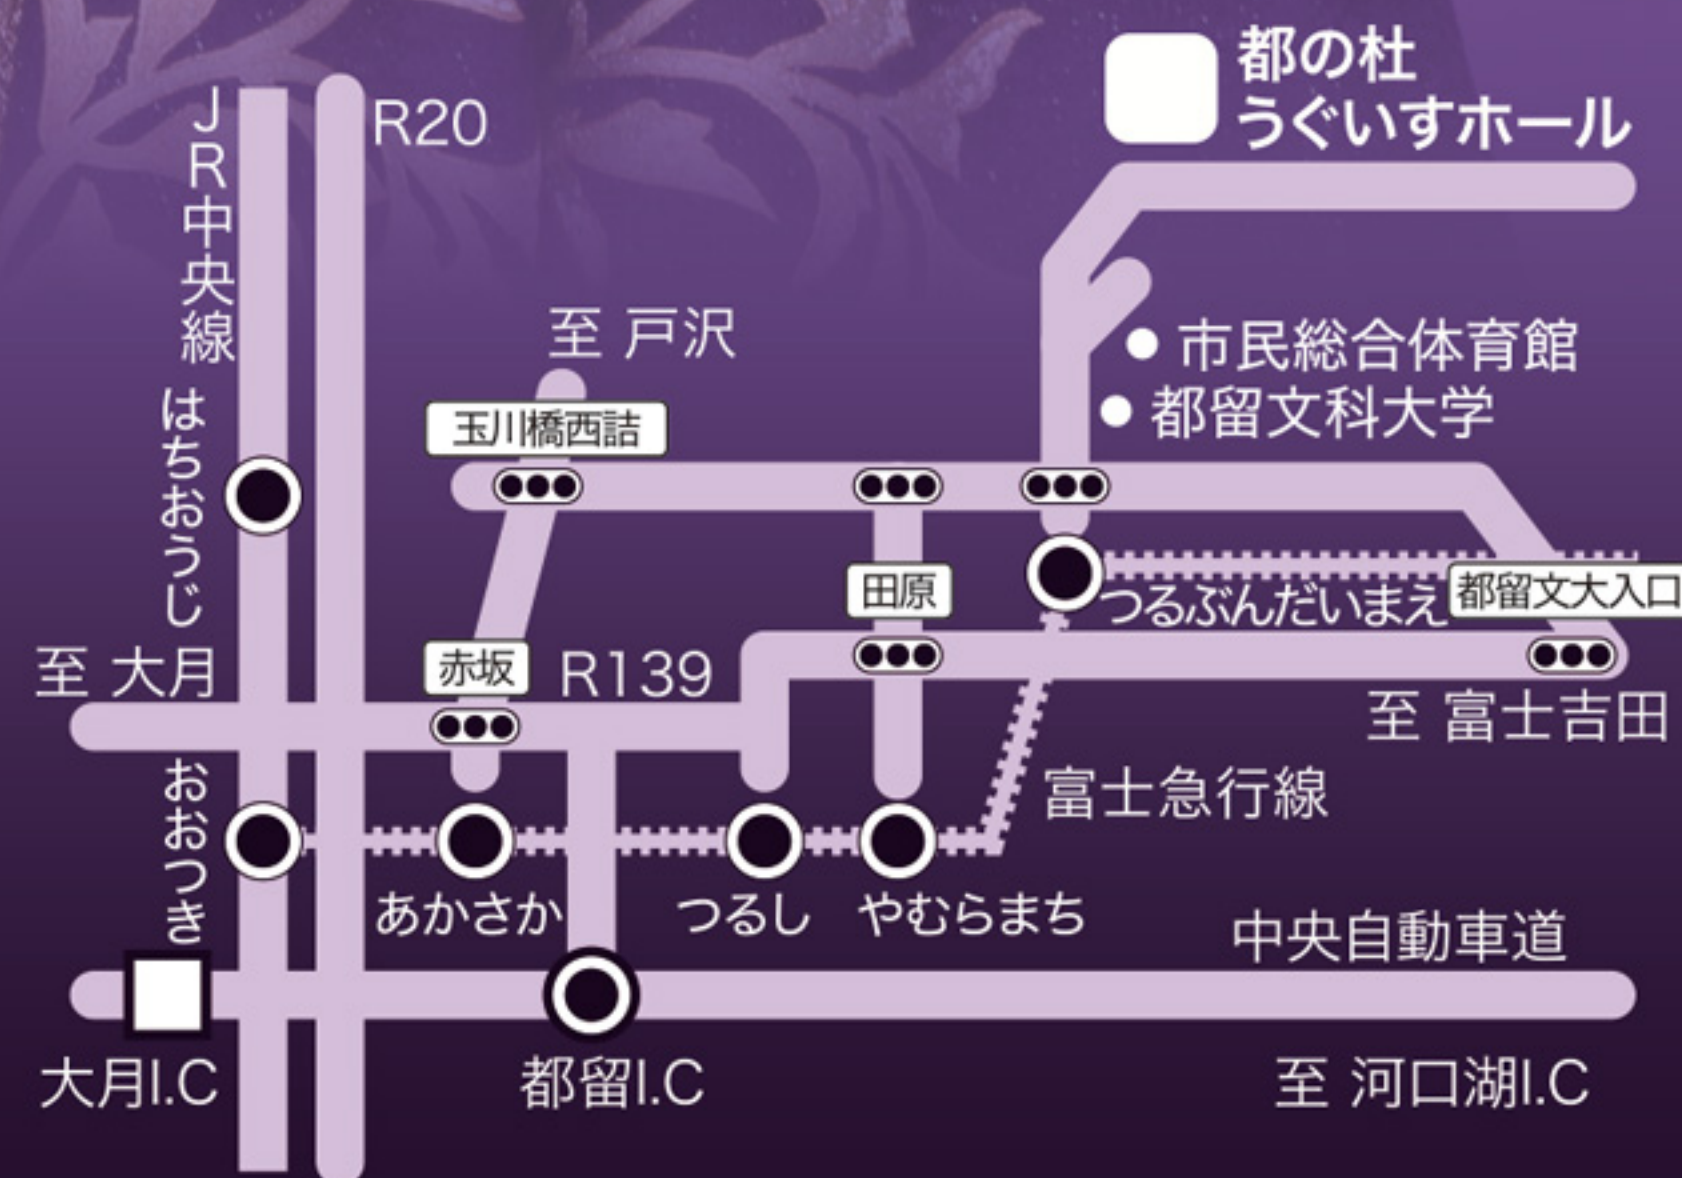 都の杜
うぐいすホール
JR中央線
R20
至 戸沢
市民総合体育館
都留文科大学
玉川橋西詰
はちおうじ
田原
つるぶんだいまえ
都留文大入口
至 大月
赤坂
R139
至 富士吉田
おおつき
富士急行線
あかさか
つるし
やむらまち
中央自動車道
大月I.C
都留I.C
至 河口湖I.C